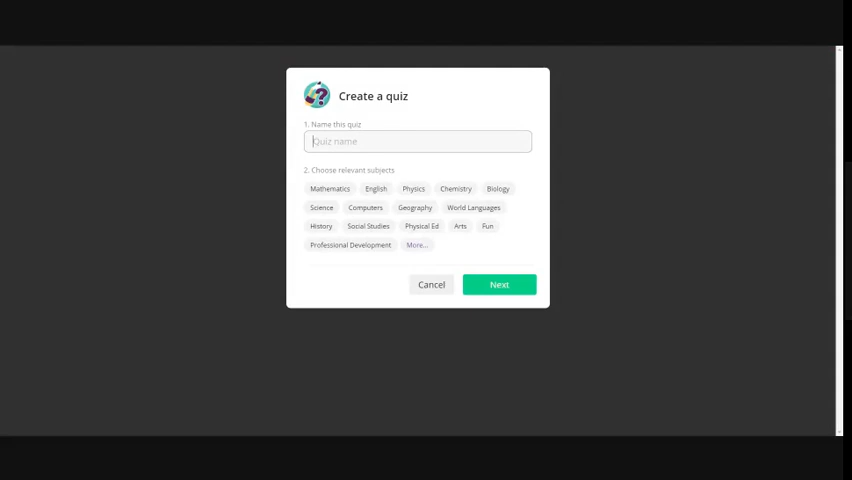 Create a quiz
1. Name this quiz
Quiz name
2. Choose relevant subjects
Mathematics English Physics Chemistry Biology
Science Computers Geography World Languages
History Social Studies Physical Ed Arts Fun
Professional Development More...
Cancel Next